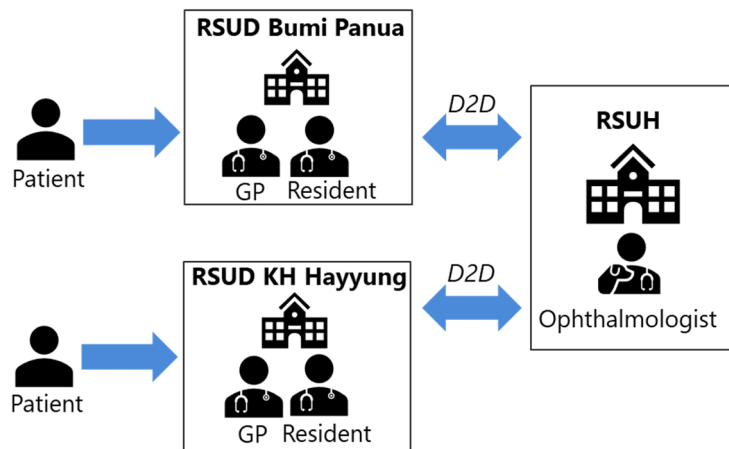 RSUD Bumi Panua
Patient
GP Resident
D2D
RSUH
Ophthalmologist
RSUD KH Hayyung
Patient
GP Resident
D2D